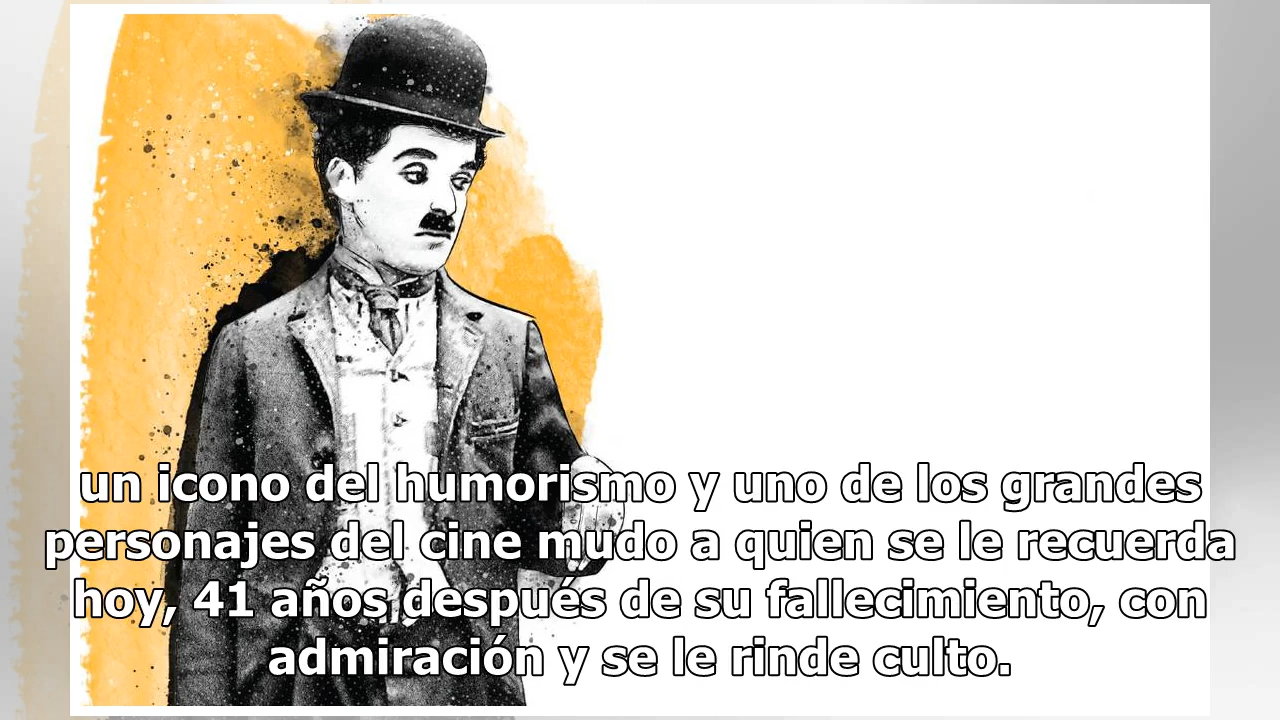 un icono del humorismo y uno de los grandes
personajes del cine mudo a quien se le recuerda
hoy, 41 años después de su fallecimiento, con
admiración y se le rinde culto.